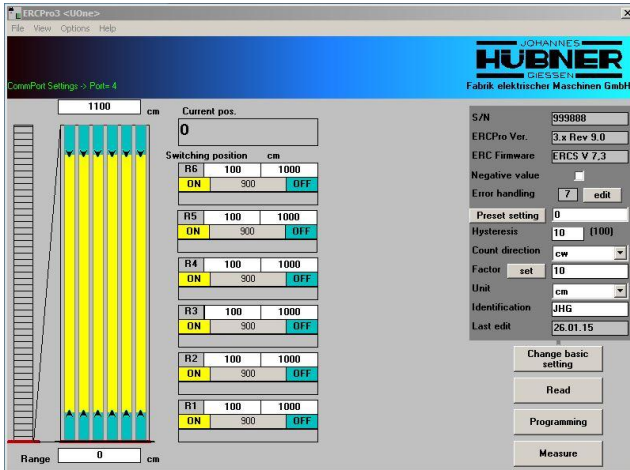 ERCPro3 <UOne>
File View Options Help
JOHANNES
HÜBNER
GIESSEN
Fabrik elektrischer Maschinen GmbH
CommPort Settings -> Port= 4
1100 cm
Current pos.
0
Switching position cm
R6 100 1000
ON 900 OFF
R5 100 1000
ON 900 OFF
R4 100 1000
ON 900 OFF
R3 100 1000
ON 900 OFF
R2 100 1000
ON 900 OFF
R1 100 1000
ON 900 OFF
Range 0 cm
S/N 999888
ERCPro Ver. 3.x Rev 9.0
ERC Firmware ERCS V 7,3
Negative value
Error handling 7 edit
Preset setting 0
Hysteresis 10 (100)
Count direction cw
Factor set 10
Unit cm
Identification JHG
Last edit 26.01.15
Change basic
setting
Read
Programming
Measure